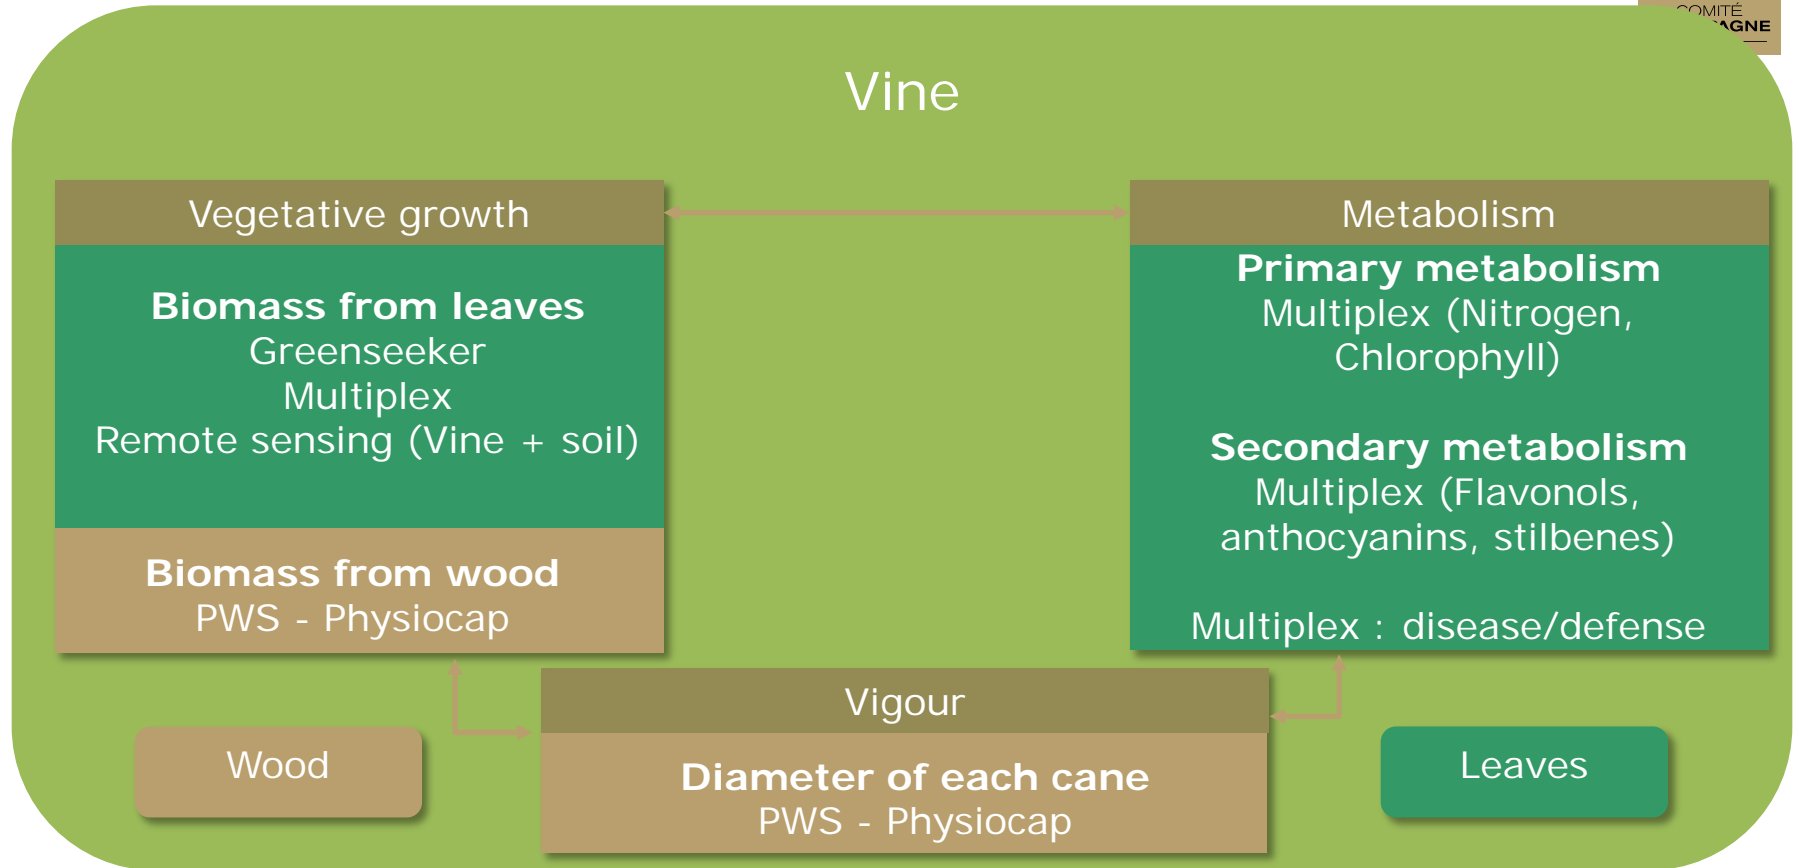 COMITÉ
Vine
Vegetative growth
Biomass from leaves
Greenseeker
Multiplex
Remote sensing (Vine + soil)
Biomass from wood
PWS - Physiocap
Metabolism
Primary metabolism
Multiplex (Nitrogen,
Chlorophyll)
Secondary metabolism
Multiplex (Flavonols,
anthocyanins, stilbenes)
Multiplex : disease/defense
Vigour
Diameter of each cane
PWS - Physiocap
Wood
Leaves